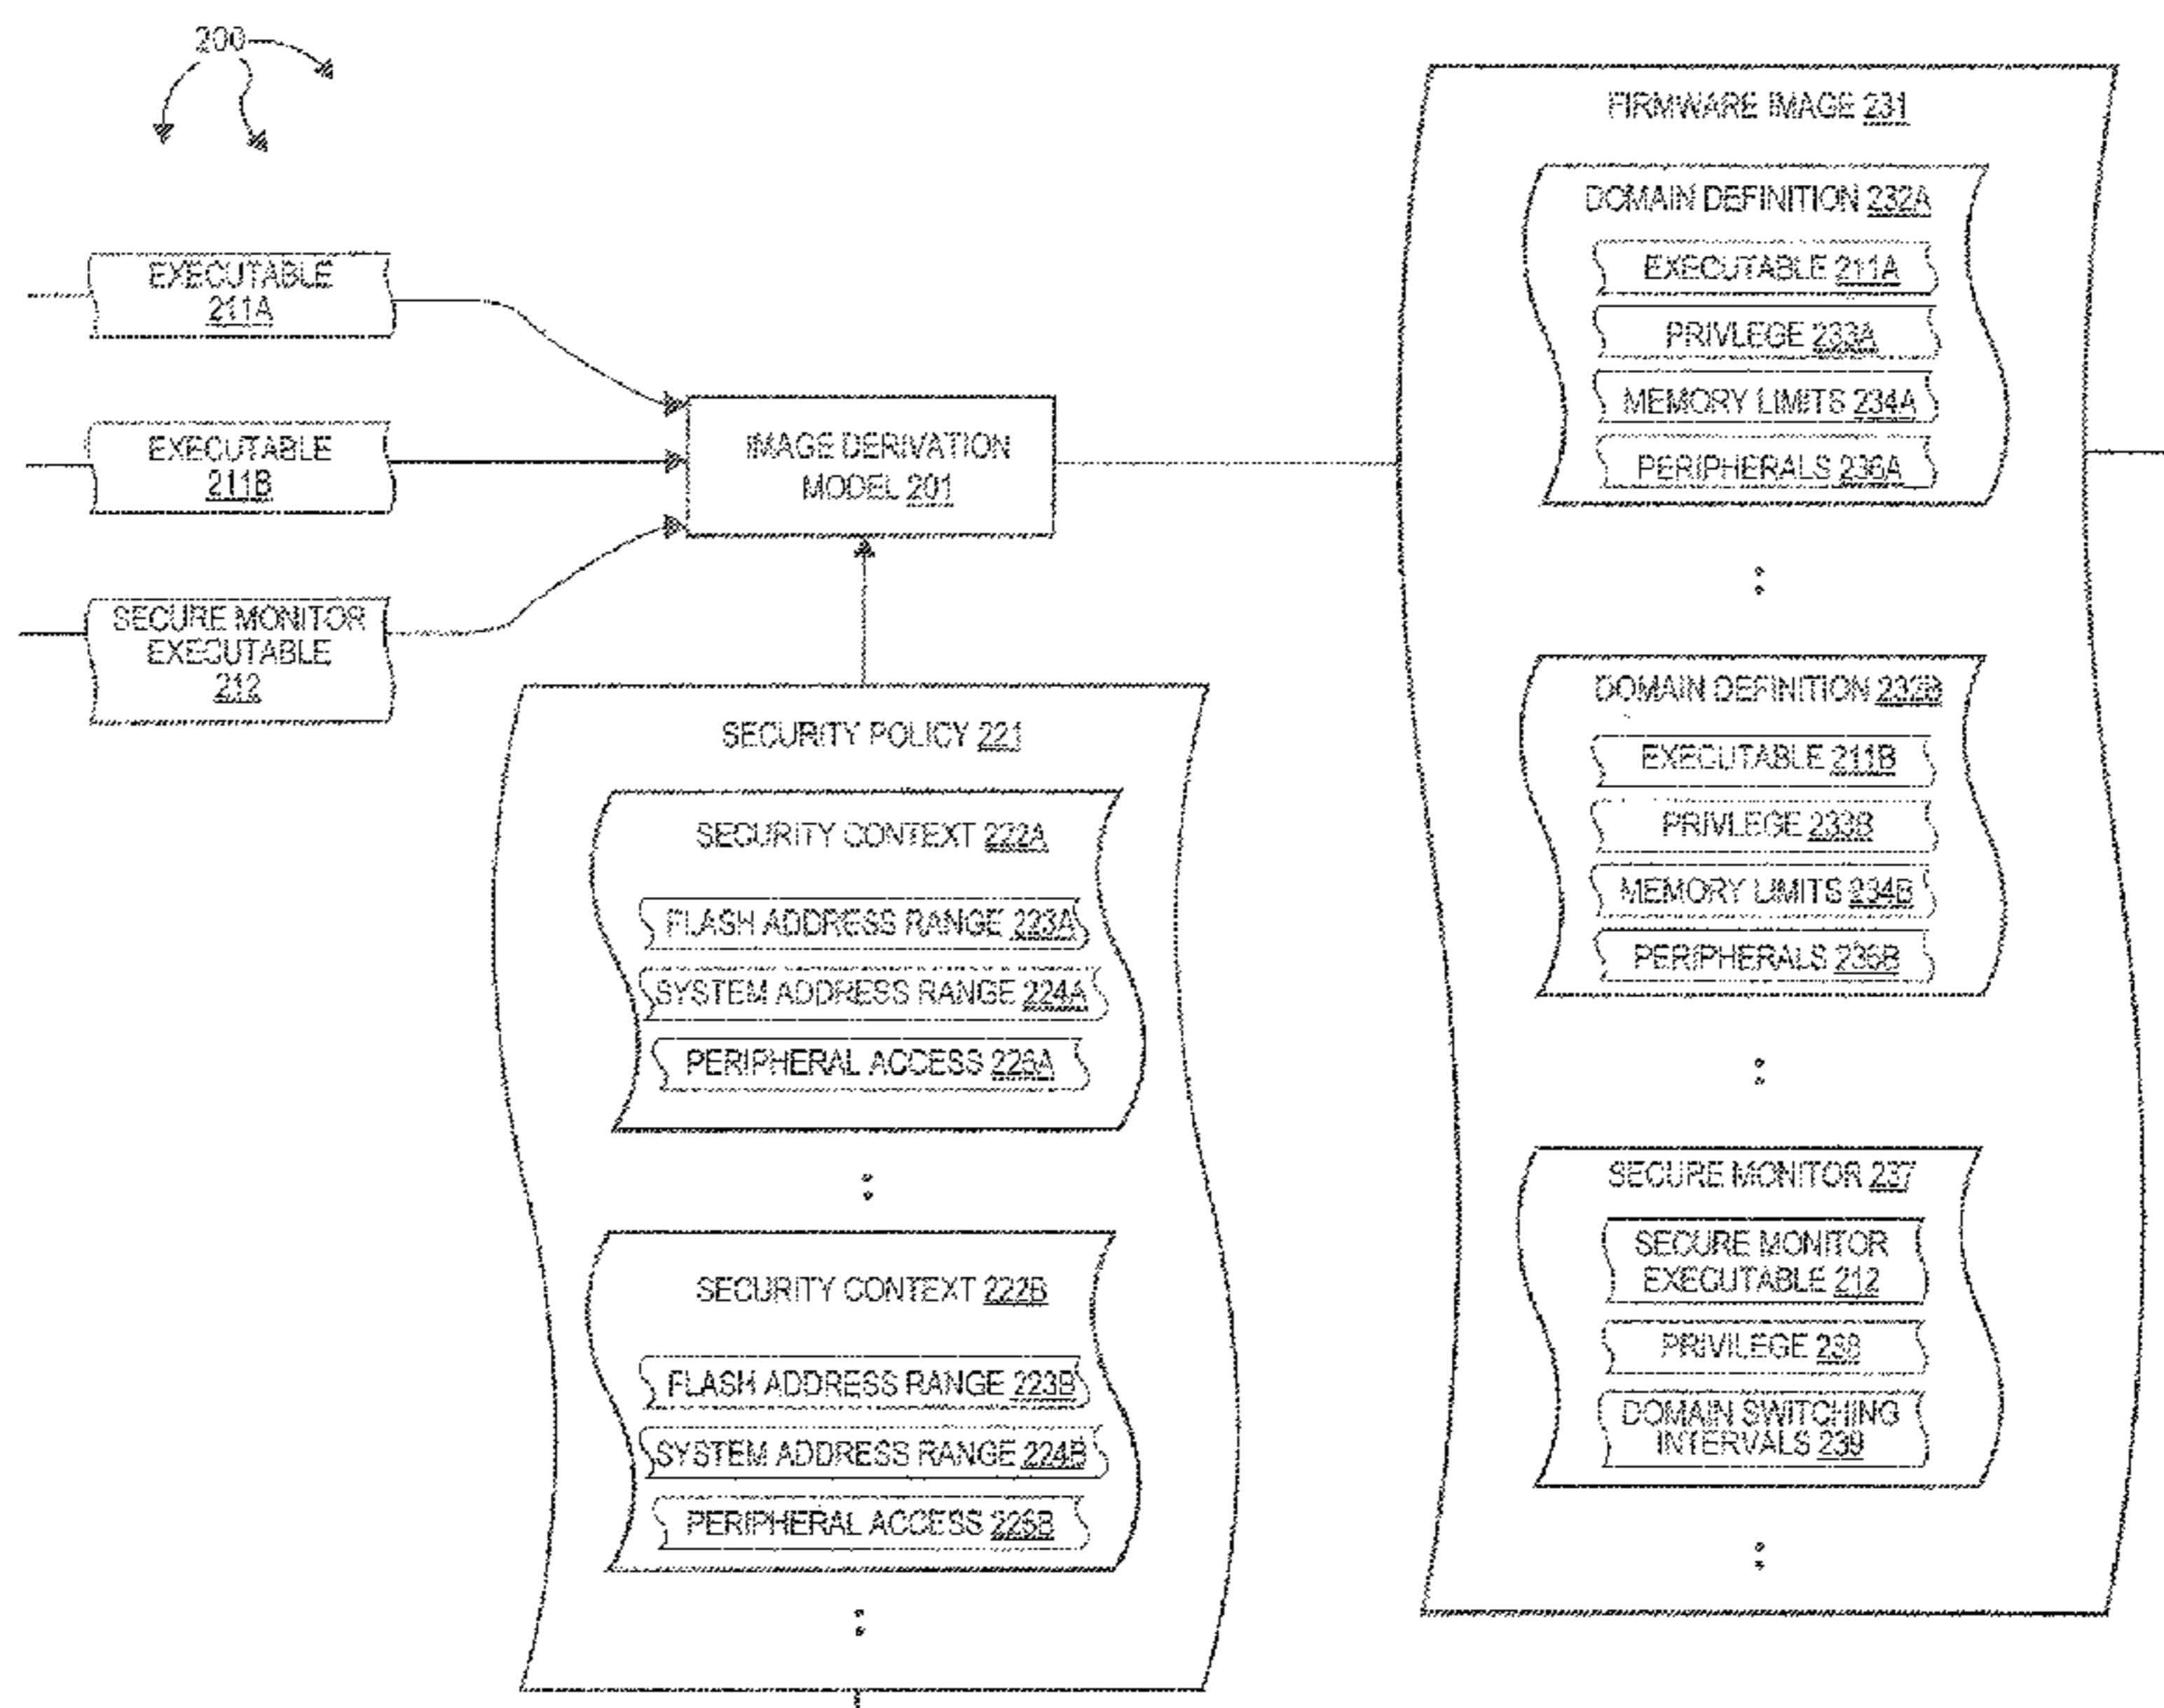 200
EXECUTABLE
211A
EXECUTABLE
211B
SECURE MONITOR
EXECUTABLE
212
IMAGE DERIVATION
MODEL 201
SECURITY POLICY 221
SECURITY CONTEXT 222A
FLASH ADDRESS RANGE 223A
SYSTEM ADDRESS RANGE 224A
PERIPHERAL ACCESS 226A
SECURITY CONTEXT 222B
FLASH ADDRESS RANGE 223B
SYSTEM ADDRESS RANGE 224B
PERIPHERAL ACCESS 226B
FIRMWARE IMAGE 231
DOMAIN DEFINITION 232A
EXECUTABLE 211A
PRIVLEGE 233A
MEMORY LIMITS 234A
PERIPHERALS 236A
DOMAIN DEFINITION 232B
EXECUTABLE 211B
PRIVLEGE 233B
MEMORY LIMITS 234B
PERIPHERALS 236B
SECURE MONITOR 237
SECURE MONITOR
EXECUTABLE 212
PRIVILEGE 238
DOMAIN SWITCHING
INTERVALS 239